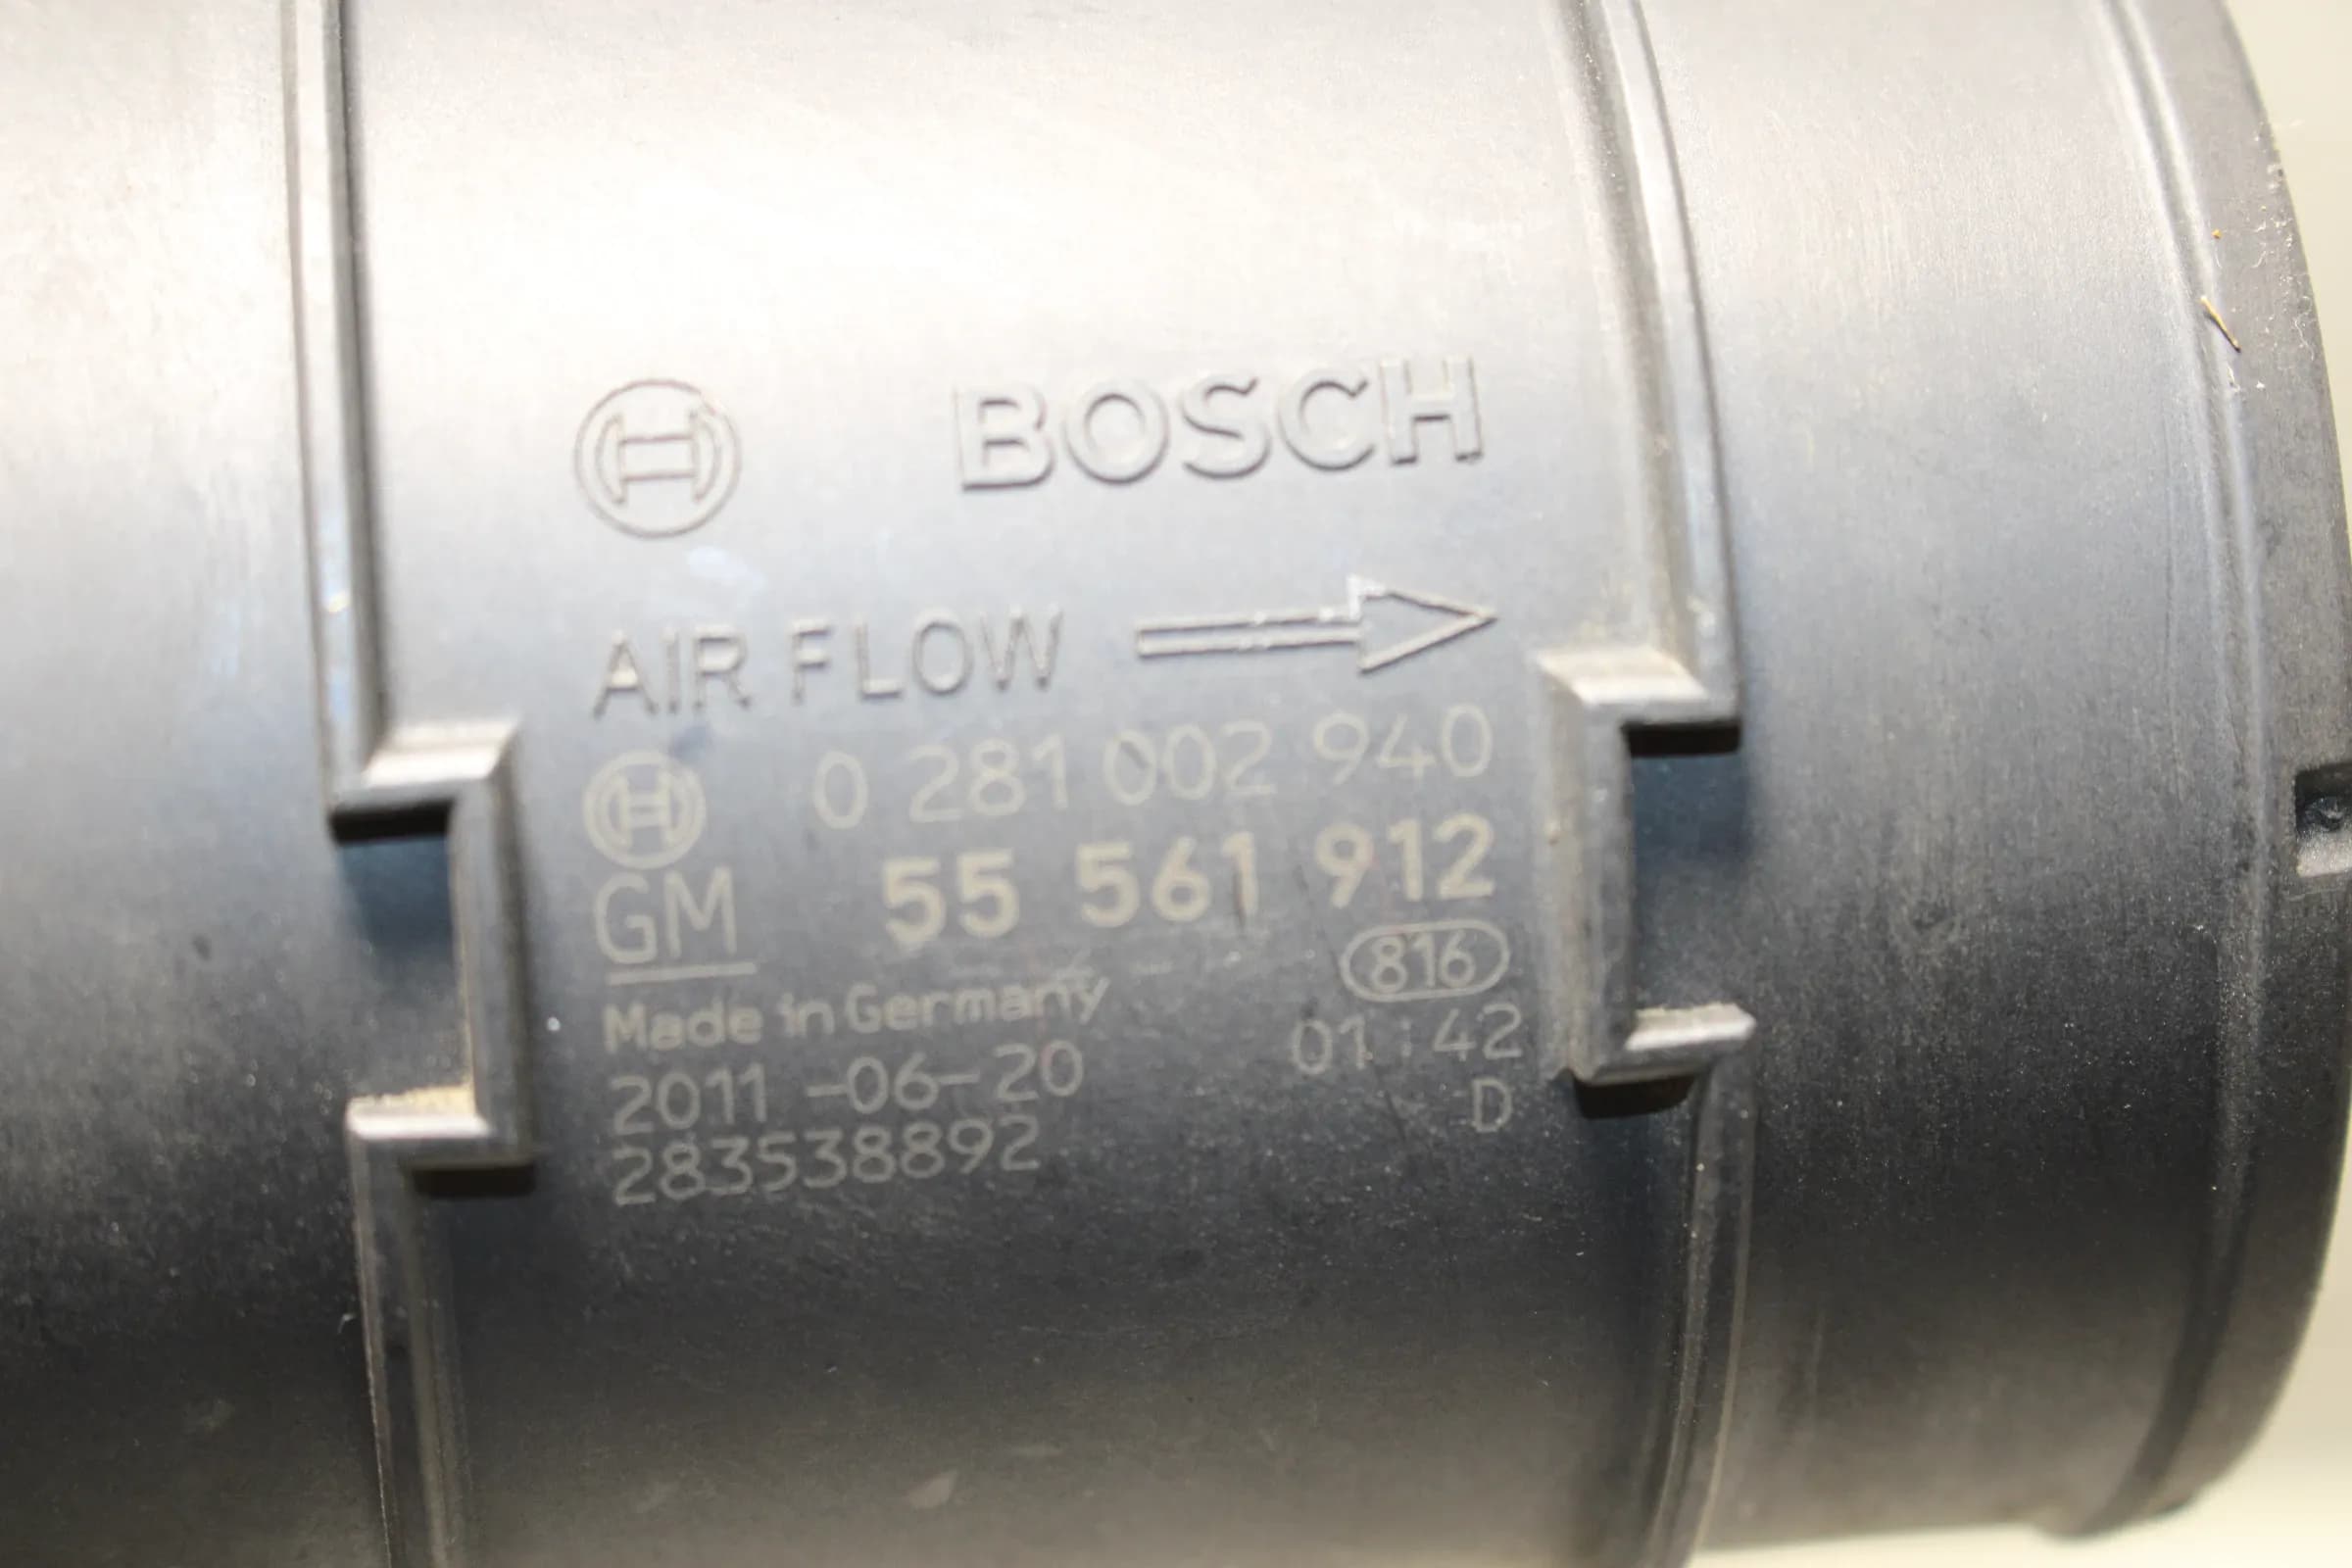 BOSCH
AIR FLOW
0 281 002 940
GM 55 561 912
816
Made in Germany
2011-06-20 01:42
D
283538892